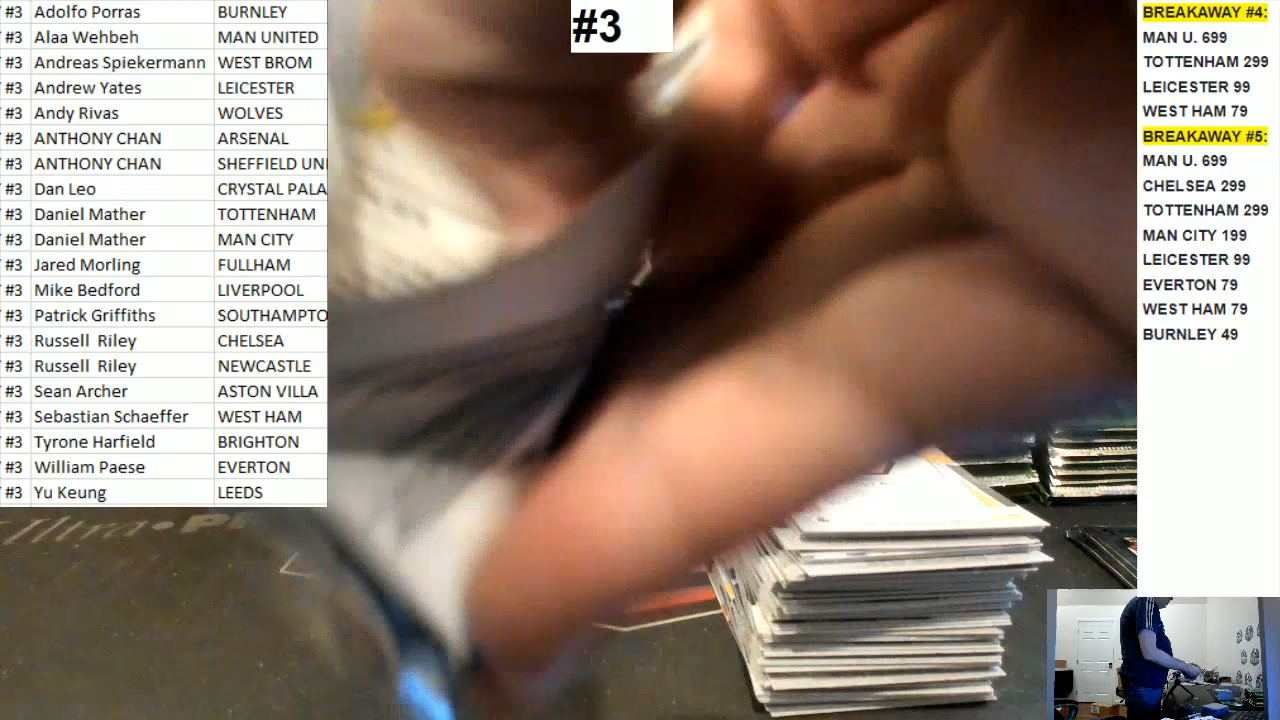 #3 Adolfo Porras BURNLEY
#3 Alaa Wehbeh MAN UNITED
#3 Andreas Spiekermann WEST BROM
#3 Andrew Yates LEICESTER
#3 Andy Rivas WOLVES
#3 ANTHONY CHAN ARSENAL
#3 ANTHONY CHAN SHEFFIELD UNI
#3 Dan Leo CRYSTAL PALA
#3 Daniel Mather TOTTENHAM
#3 Daniel Mather MAN CITY
#3 Jared Morling FULLHAM
#3 Mike Bedford LIVERPOOL
#3 Patrick Griffiths SOUTHAMPTO
#3 Russell Riley CHELSEA
#3 Russell Riley NEWCASTLE
#3 Sean Archer ASTON VILLA
#3 Sebastian Schaeffer WEST HAM
#3 Tyrone Harfield BRIGHTON
#3 William Paese EVERTON
#3 Yu Keung LEEDS
#3
BREAKAWAY #4:
MAN U. 699
TOTTENHAM 299
LEICESTER 99
WEST HAM 79
BREAKAWAY #5:
MAN U. 699
CHELSEA 299
TOTTENHAM 299
MAN CITY 199
LEICESTER 99
EVERTON 79
WEST HAM 79
BURNLEY 49